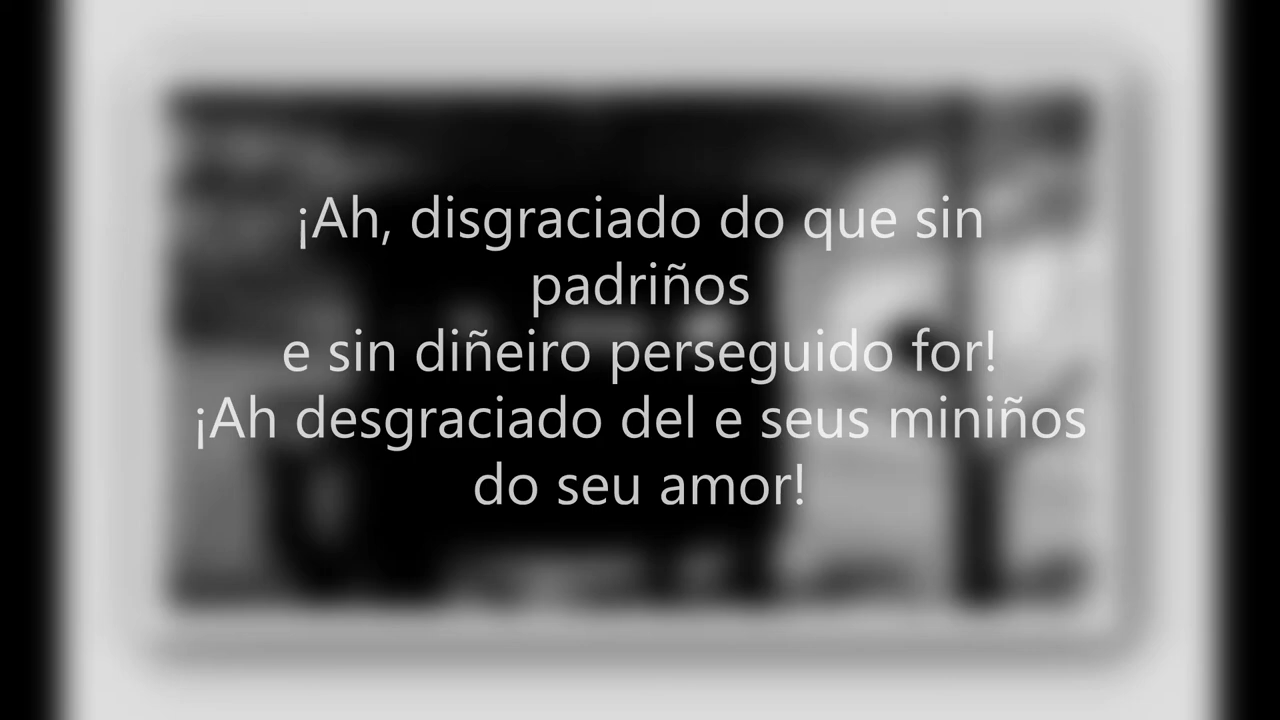 ¡Ah, disgraciado do que sin
padriños
e sin diñeiro perseguido for!
¡Ah desgraciado del e seus miniños
do seu amor!